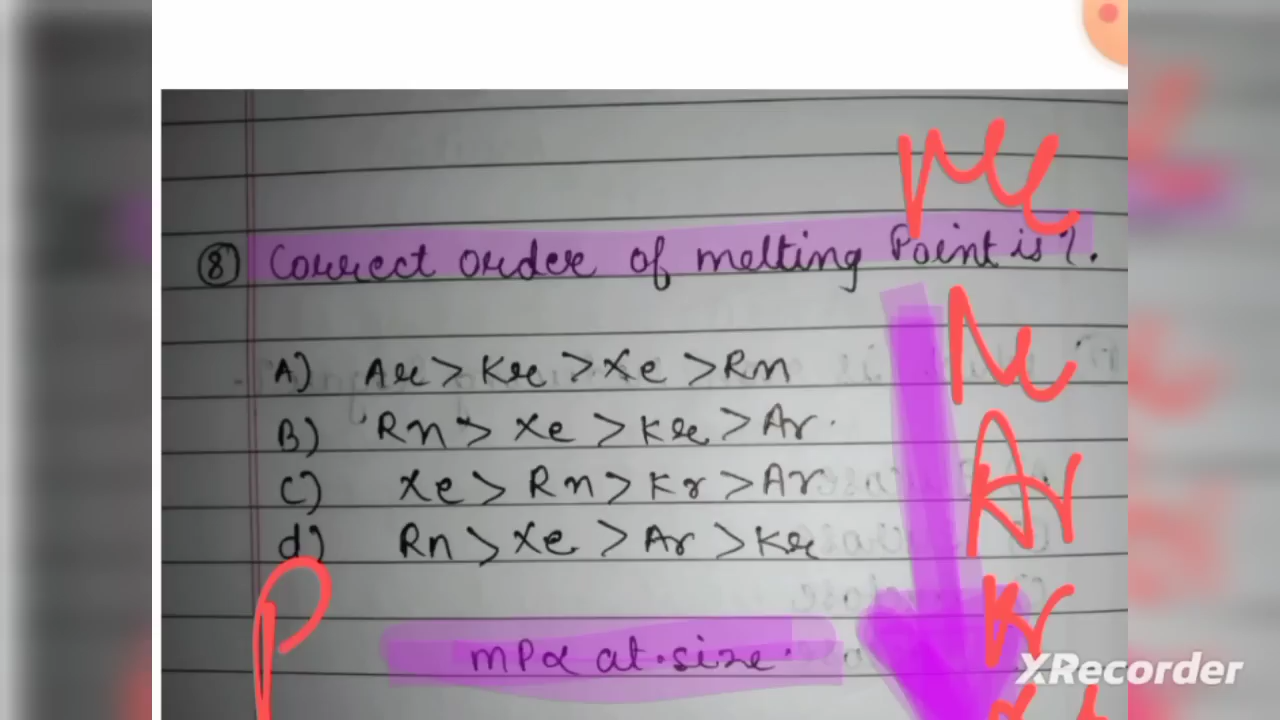 He
⑧ Correct order of melting Point is ?.
Ne
A) Ar > Kr > Xe > Rn
B) Rn > Xe > Kr > Ar.
Ar
C) Xe > Rn > Kr > Ar
d) Rn > Xe > Ar > Kr
Kr
P
mP∝ at. size.
XRecorder